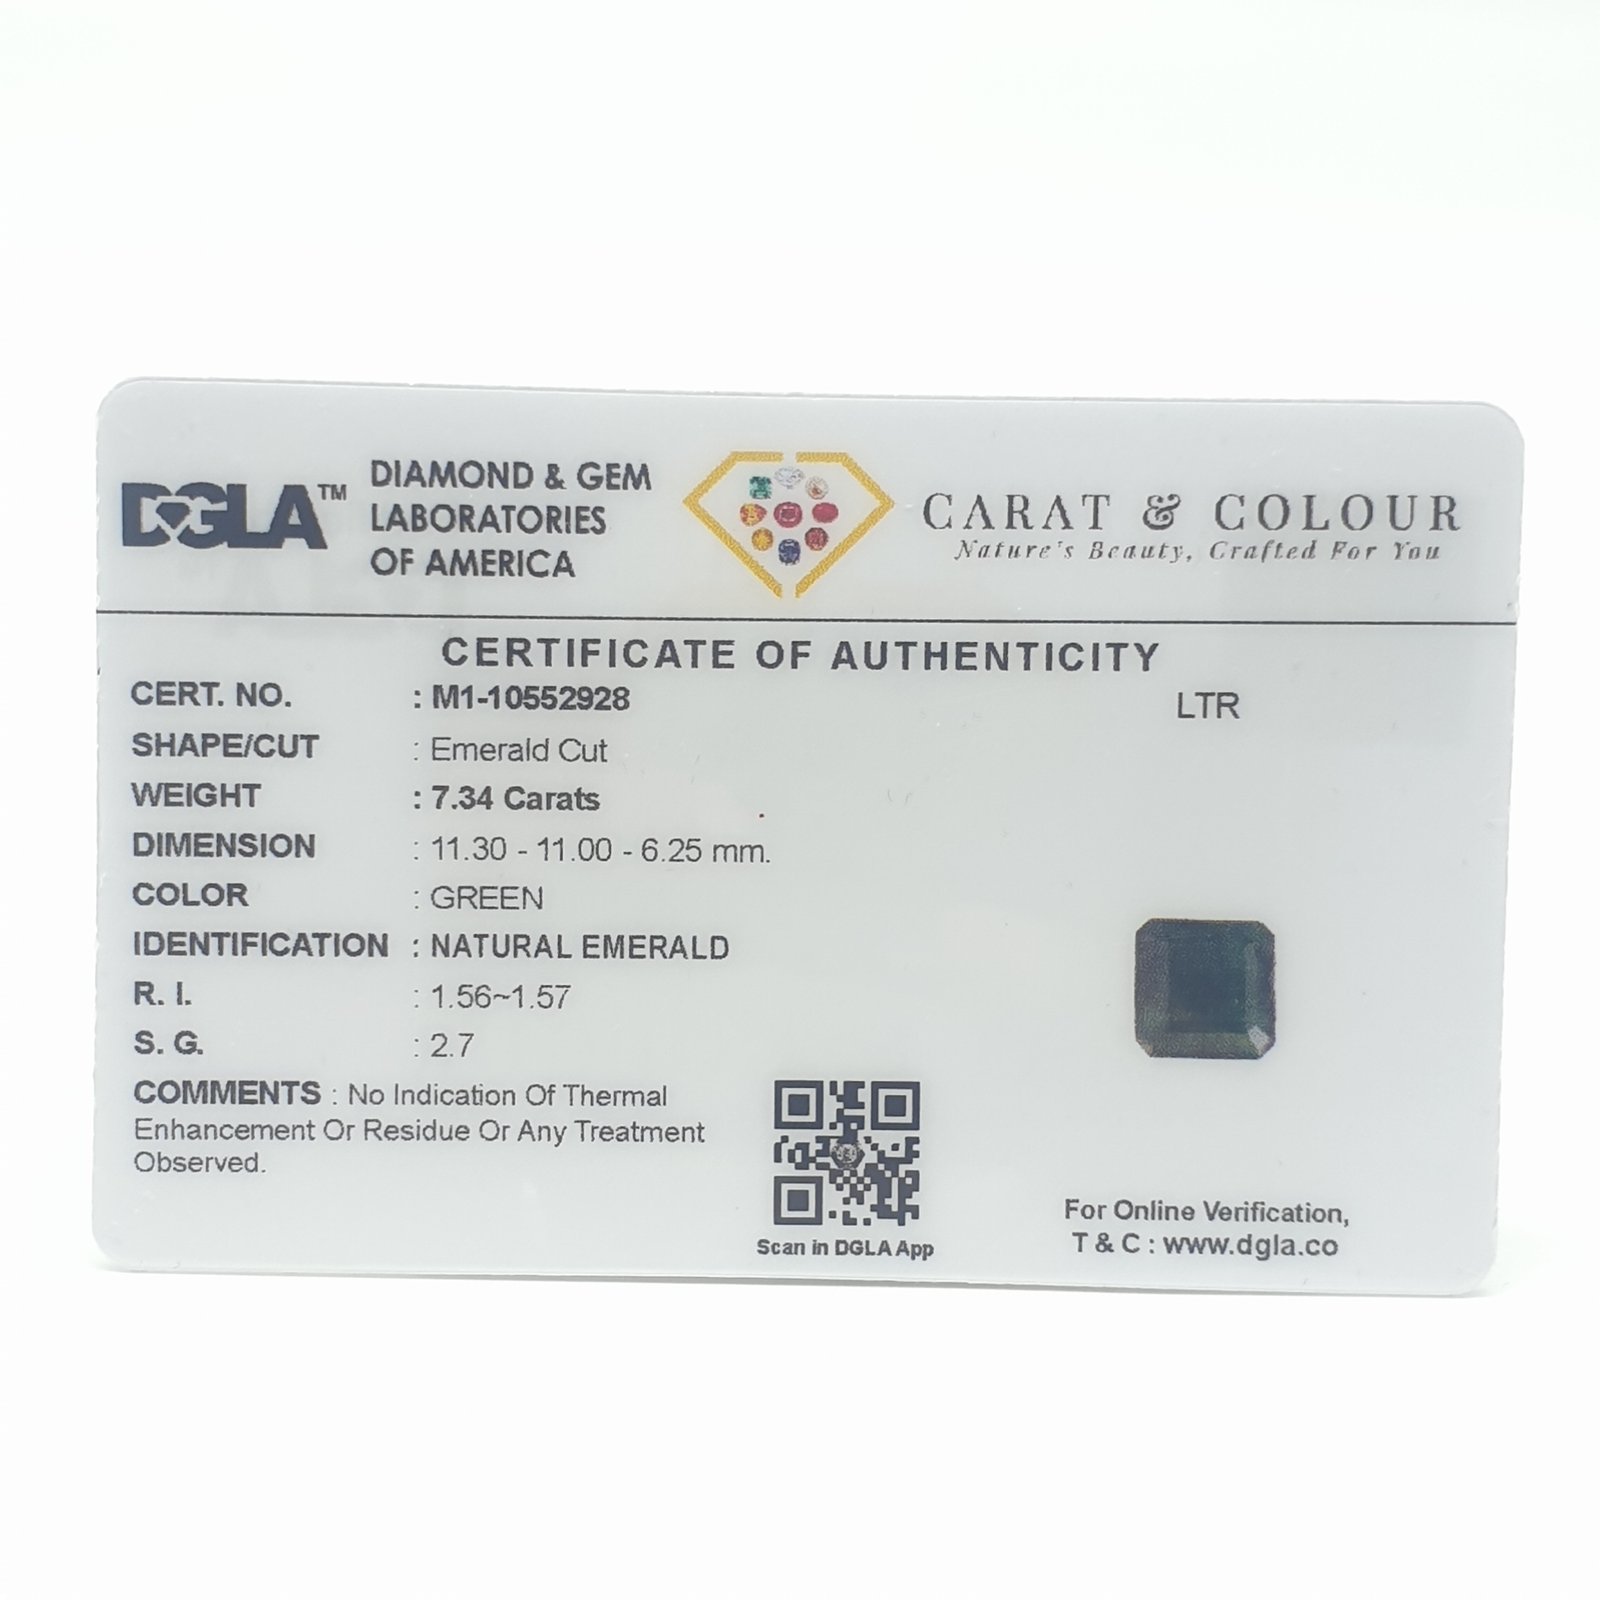 DGLA™ DIAMOND & GEM
LABORATORIES
OF AMERICA
CARAT & COLOUR
Nature's Beauty, Crafted For You
CERTIFICATE OF AUTHENTICITY
CERT. NO. : M1-10552928
LTR
SHAPE/CUT : Emerald Cut
WEIGHT : 7.34 Carats
DIMENSION : 11.30 - 11.00 - 6.25 mm.
COLOR : GREEN
IDENTIFICATION : NATURAL EMERALD
R. I. : 1.56~1.57
S. G. : 2.7
COMMENTS : No Indication Of Thermal
Enhancement Or Residue Or Any Treatment
Observed.
Scan in DGLA App
For Online Verification,
T & C : www.dgla.co